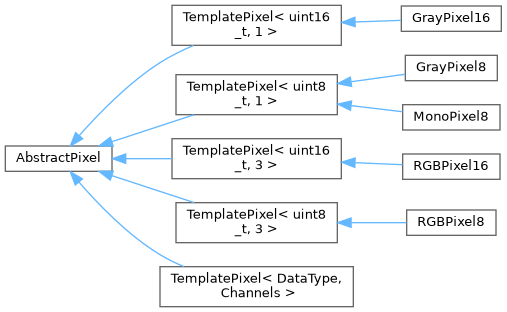 AbstractPixel
TemplatePixel< uint16
_t, 1 >
GrayPixel16
TemplatePixel< uint8
_t, 1 >
GrayPixel8
MonoPixel8
TemplatePixel< uint16
_t, 3 >
RGBPixel16
TemplatePixel< uint8
_t, 3 >
RGBPixel8
TemplatePixel< DataType,
Channels >